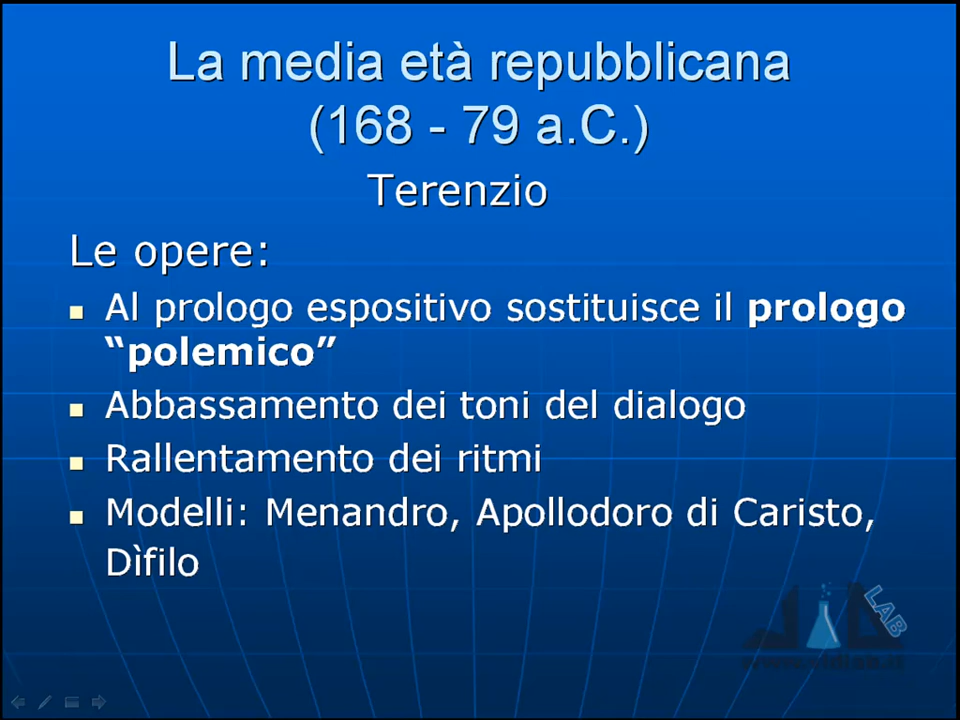 La media età repubblicana
(168 - 79 a.C.)
Terenzio
Le opere:
Al prologo espositivo sostituisce il prologo
“polemico”
Abbassamento dei toni del dialogo
Rallentamento dei ritmi
Modelli: Menandro, Apollodoro di Caristo,
Dìfilo
LAB